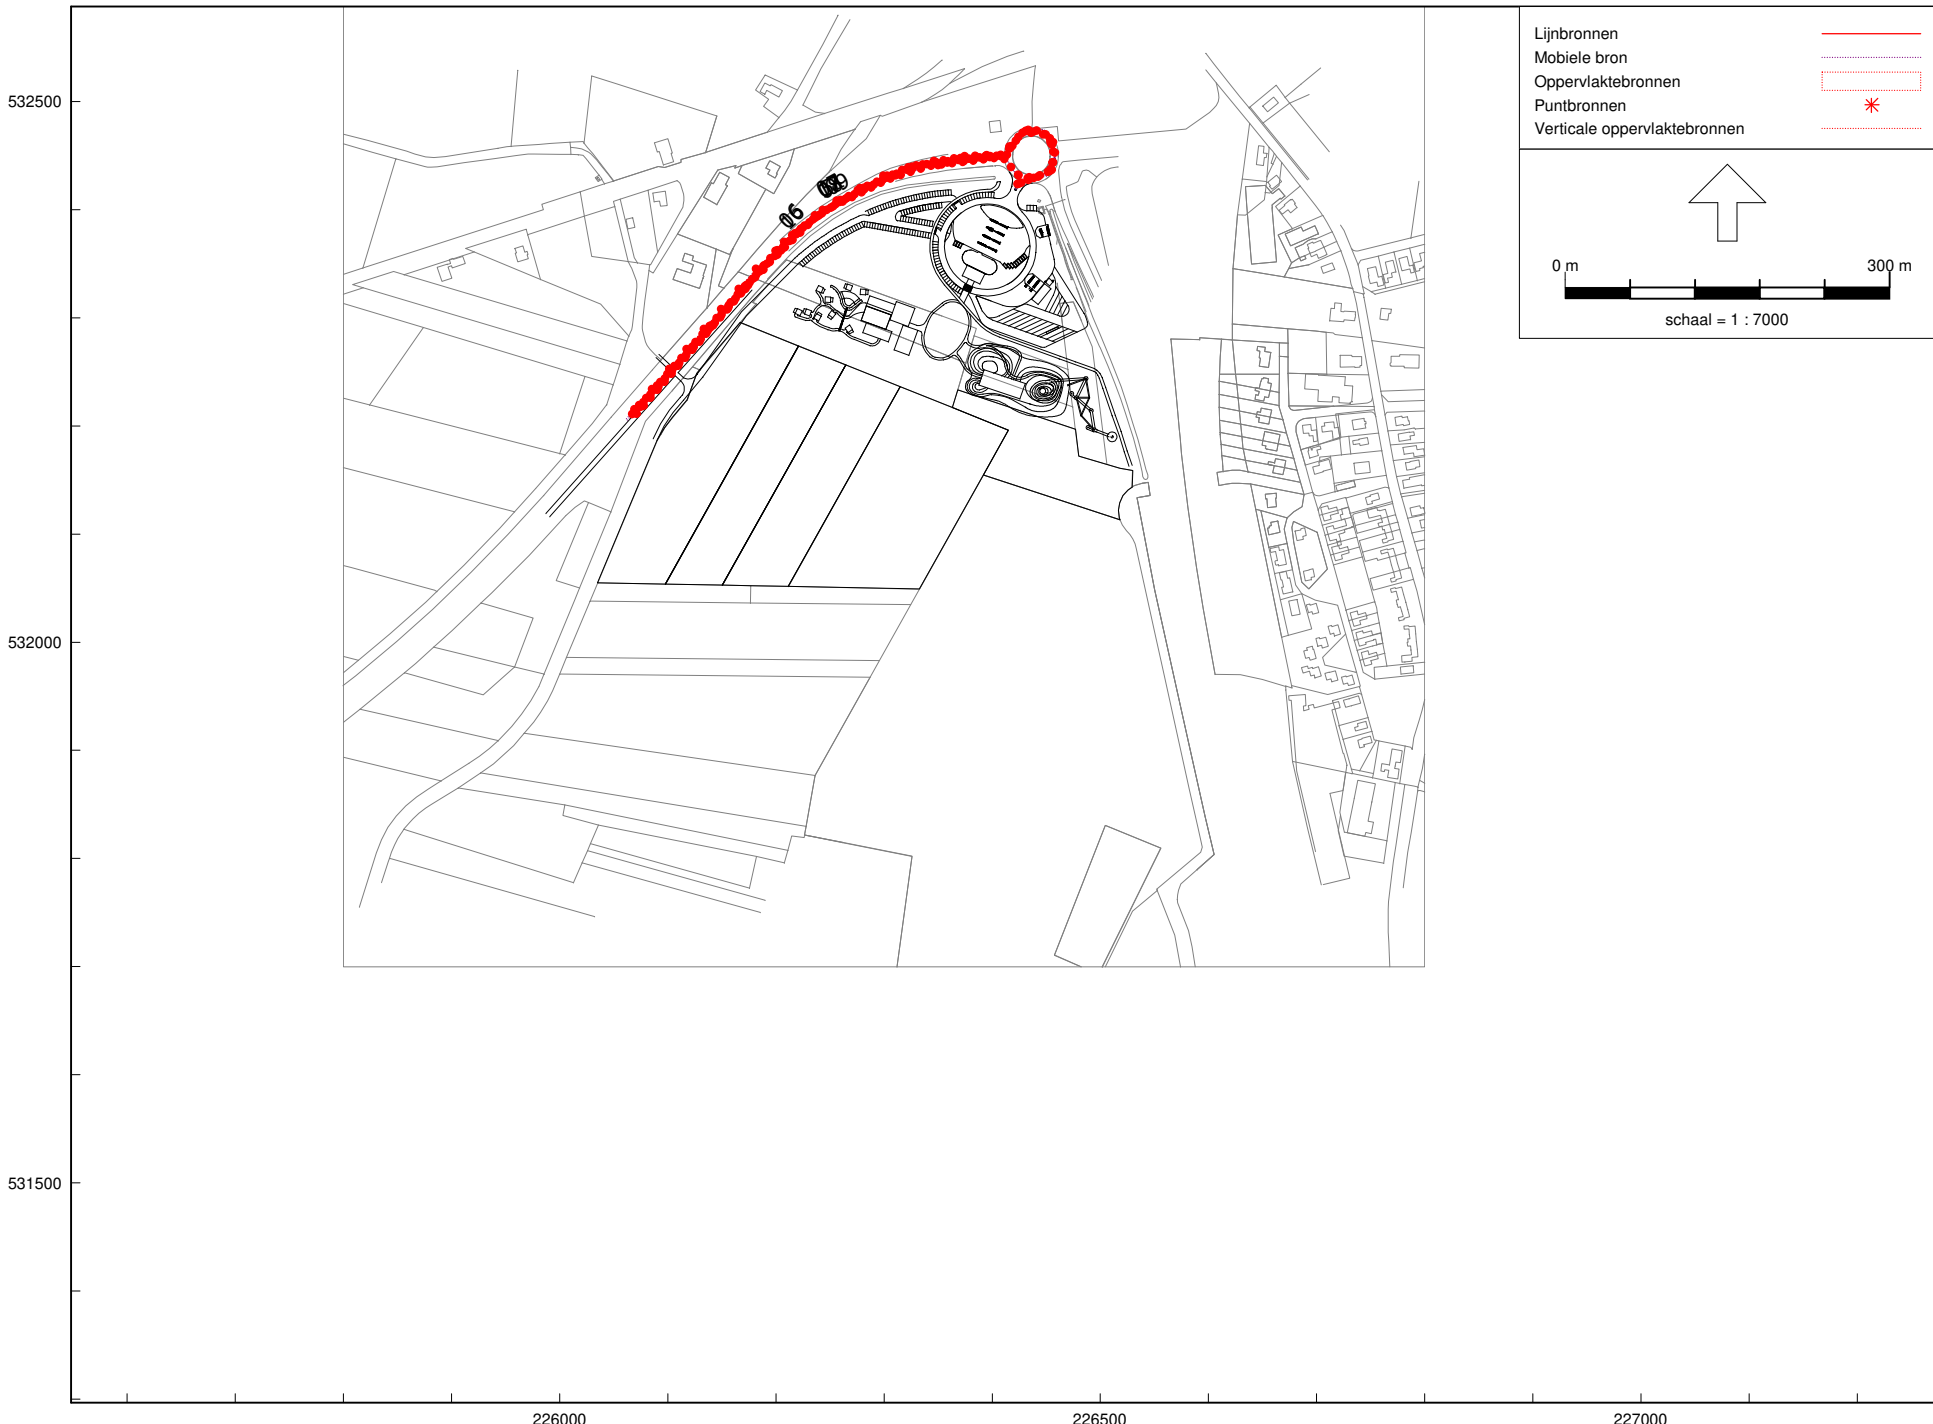 Lijnbronnen
Mobiele bron
Oppervlaktebronnen
Puntbronnen
Verticale oppervlaktebronnen
0 m 300 m
schaal = 1 : 7000
532500
532000
531500
226000 226500 227000